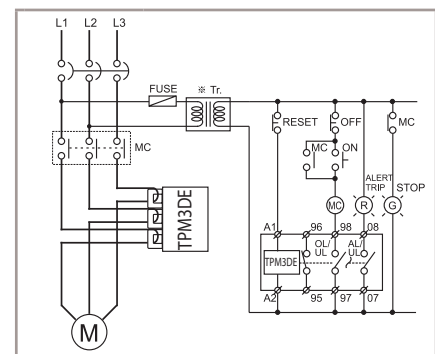 L1 L2 L3
FUSE
※ Tr.
RESET
OFF
MC
MC
MC
ON
ALERT
TRIP
STOP
MC
R
G
TPM3DE
A1
96
98
08
OL/
UL
AL/
UL
TPM3DE
A2
95
97
07
M